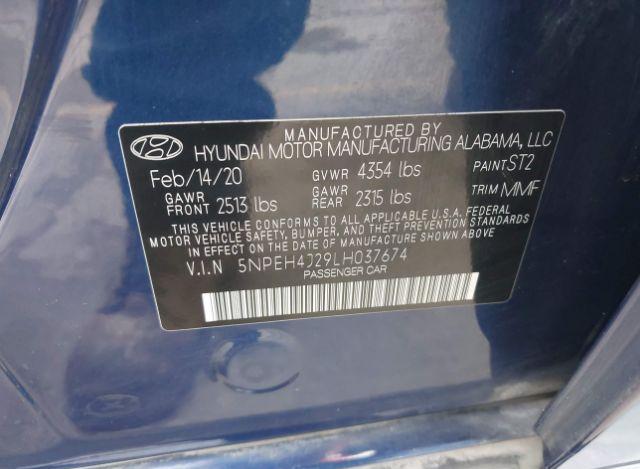 MANUFACTURED BY
HYUNDAI MOTOR MANUFACTURING ALABAMA, LLC
Feb/14/20 GVWR 4354 lbs PAINT ST2
GAWR FRONT 2513 lbs GAWR REAR 2315 lbs TRIM MMF
THIS VEHICLE CONFORMS TO ALL APPLICABLE U.S.A. FEDERAL
MOTOR VEHICLE SAFETY, BUMPER, AND THEFT PREVENTION STANDARDS
IN EFFECT ON THE DATE OF MANUFACTURE SHOWN ABOVE.
V.I.N 5NPEH4J29LH037674
PASSENGER CAR